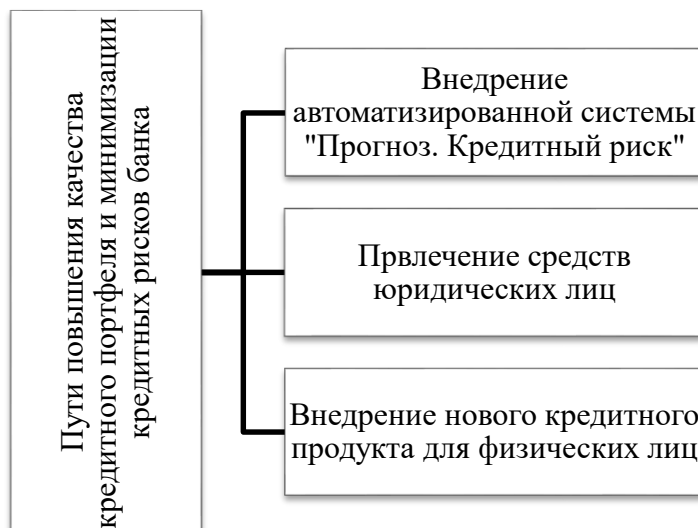 Пути повышения качества
кредитного портфеля и минимизации
кредитных рисков банка
Внедрение
автоматизированной системы
"Прогноз. Кредитный риск"
Првлечение средств
юридических лиц
Внедрение нового кредитного
продукта для физических лиц